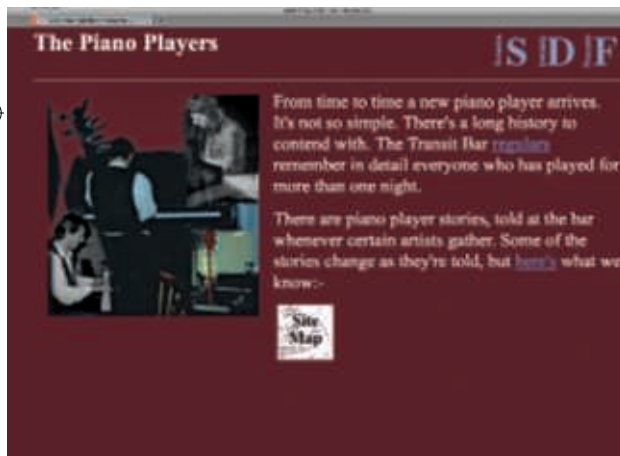 The Piano Players
S D F
From time to time a new piano player arrives.
It's not so simple. There's a long history to
contend with. The Transit Bar regulars
remember in detail everyone who has played for
more than one night.
There are piano player stories, told at the bar
whenever certain artists gather. Some of the
stories change as they're told, but here's what we
know:-
Site
Map